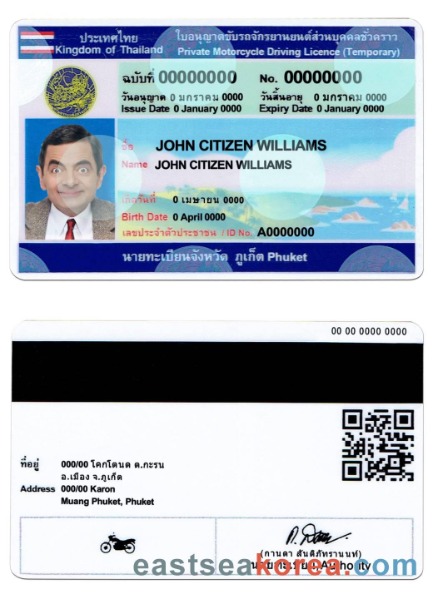 ประเทศไทย
Kingdom of Thailand
ใบอนุญาตขับรถจักรยานยนต์ส่วนบุคคลชั่วคราว
Private Motorcycle Driving Licence (Temporary)
ฉบับที่ 00000000 No. 00000000
วันอนุญาต 0 มกราคม 0000 วันสิ้นอายุ 0 มกราคม 0000
Issue Date 0 January 0000 Expiry Date 0 January 0000
ชื่อ JOHN CITIZEN WILLIAMS
Name JOHN CITIZEN WILLIAMS
เกิดวันที่ 0 เมษายน 0000
Birth Date 0 April 0000
เลขประจำตัวประชาชน / ID No. A0000000
นายทะเบียนจังหวัด ภูเก็ต Phuket
00 00 0000 0000
ที่อยู่ 000/00 โคกโตนด ต.กะรน
อ.เมือง จ.ภูเก็ต
Address 000/00 Karon
Muang Phuket, Phuket
(กานดา สันติภัทรานนท์)
นายทะเบียน/Authority
eastseakorea.com